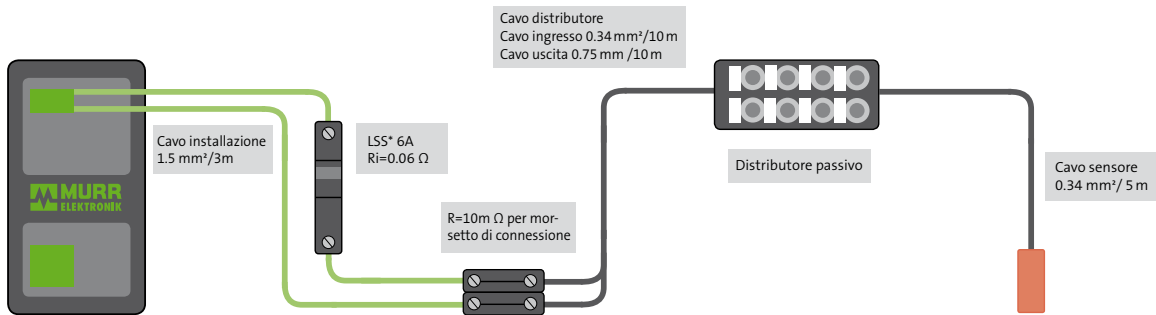 Cavo distributore
Cavo ingresso 0.34 mm²/10 m
Cavo uscita 0.75 mm /10 m
Cavo installazione
1.5 mm²/3m
LSS* 6A
Ri=0.06 Ω
Distributore passivo
Cavo sensore
0.34 mm²/ 5 m
MURR
ELEKTRONIK
R=10m Ω per mor-
setto di connessione